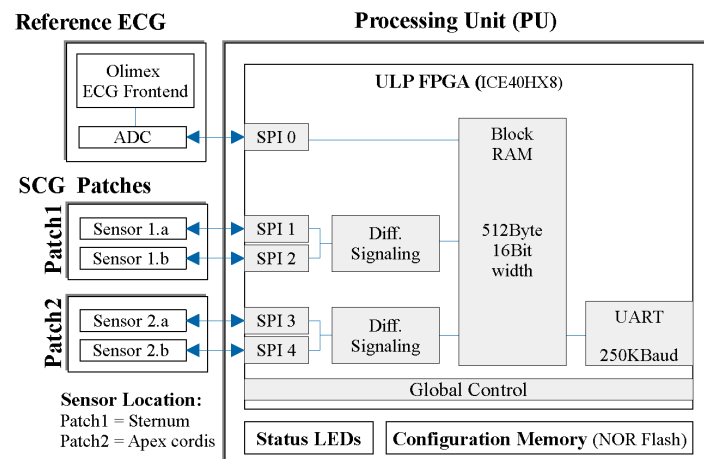 Reference ECG
Processing Unit (PU)
Olimex
ECG Frontend
ADC
ULP FPGA (ICE40HX8)
SPI 0
Block
RAM
512Byte
16Bit
width
SCG Patches
Patch1
Sensor 1.a
Sensor 1.b
SPI 1
SPI 2
Diff.
Signaling
Patch2
Sensor 2.a
Sensor 2.b
SPI 3
SPI 4
Diff.
Signaling
UART
250KBaud
Global Control
Sensor Location:
Patch1 = Sternum
Patch2 = Apex cordis
Status LEDs
Configuration Memory (NOR Flash)